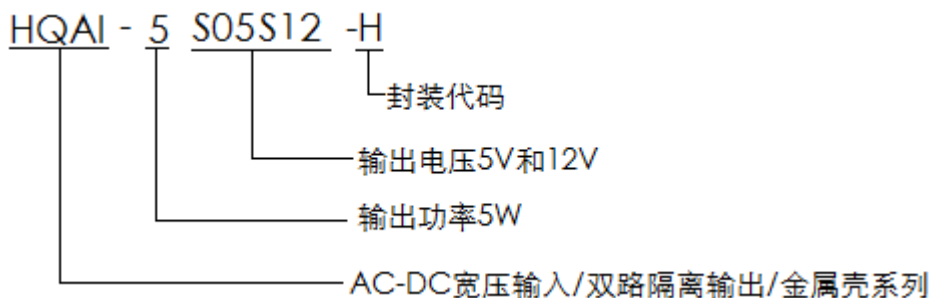 HQAI - 5 S05S12 -H
封装代码
输出电压5V和12V
输出功率5W
AC-DC宽压输入/双路隔离输出/金属壳系列